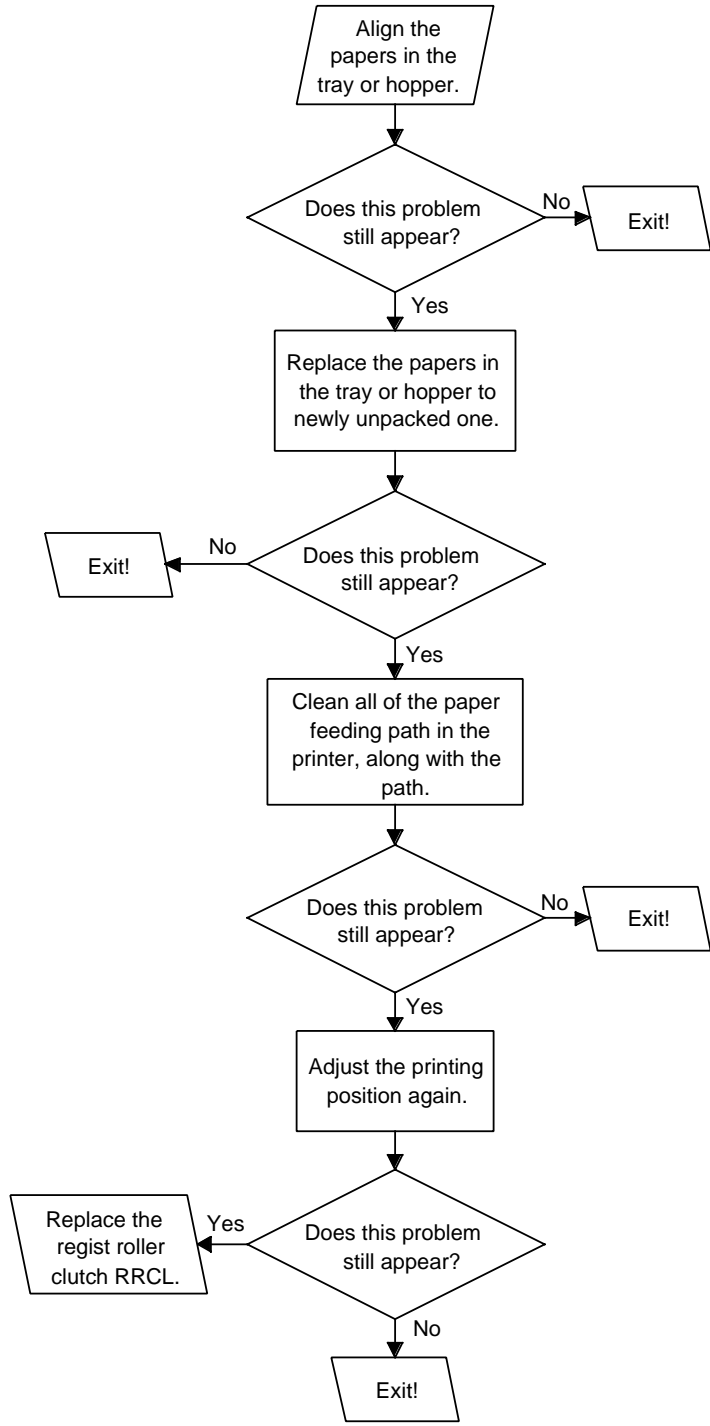 Align the
papers in the
tray or hopper.
Does this problem
still appear?
No
Exit!
Yes
Replace the papers in
the tray or hopper to
newly unpacked one.
Does this problem
still appear?
No
Exit!
Yes
Clean all of the paper
feeding path in the
printer, along with the
path.
Does this problem
still appear?
No
Exit!
Yes
Adjust the printing
position again.
Does this problem
still appear?
Yes
Replace the
regist roller
clutch RRCL.
No
Exit!